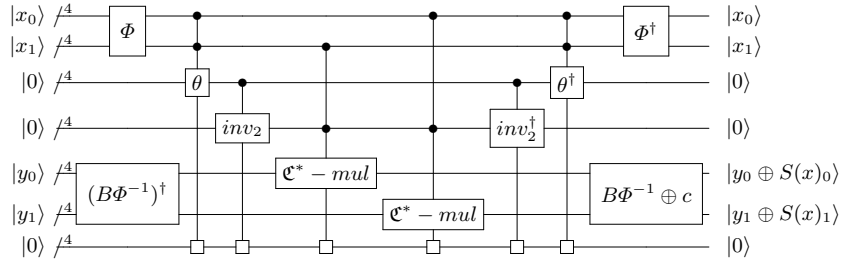 |x₀⟩ /⁴ Φ Φ† |x₀⟩
|x₁⟩ /⁴ |x₁⟩
|0⟩ /⁴ θ θ† |0⟩
|0⟩ /⁴ inv₂ inv₂† |0⟩
|y₀⟩ /⁴ (BΦ⁻¹)† ℭ* − mul BΦ⁻¹ ⊕ c |y₀ ⊕ S(x)₀⟩
|y₁⟩ /⁴ ℭ* − mul |y₁ ⊕ S(x)₁⟩
|0⟩ /⁴ |0⟩